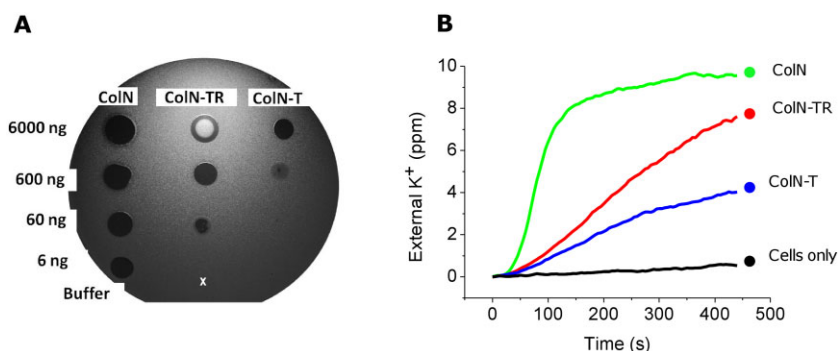 A
ColN
ColN-TR
ColN-T
6000 ng
600 ng
60 ng
6 ng
Buffer
x
B
External K⁺ (ppm)
10
8
6
4
2
0
0
100
200
300
400
500
Time (s)
ColN
ColN-TR
ColN-T
Cells only